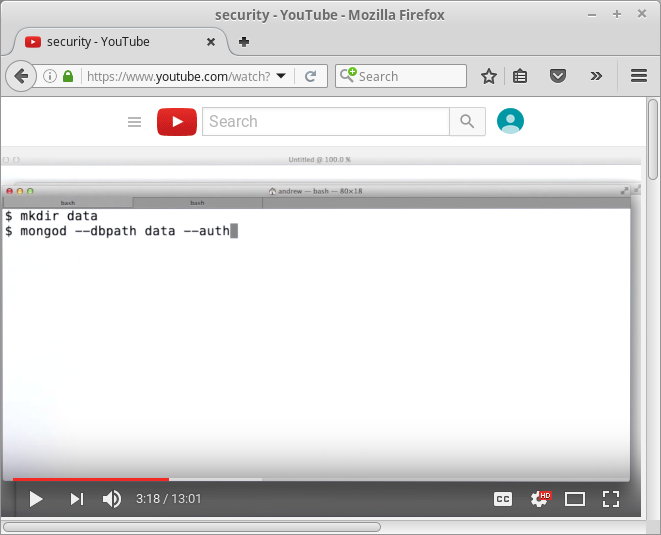 security - YouTube - Mozilla Firefox
security - YouTube
https://www.youtube.com/watch?
Search
Search
Untitled @ 100.0 %
andrew — bash — 80×18
bash
bash
$ mkdir data
$ mongod --dbpath data --auth
3:18 / 13:01
CC
HD